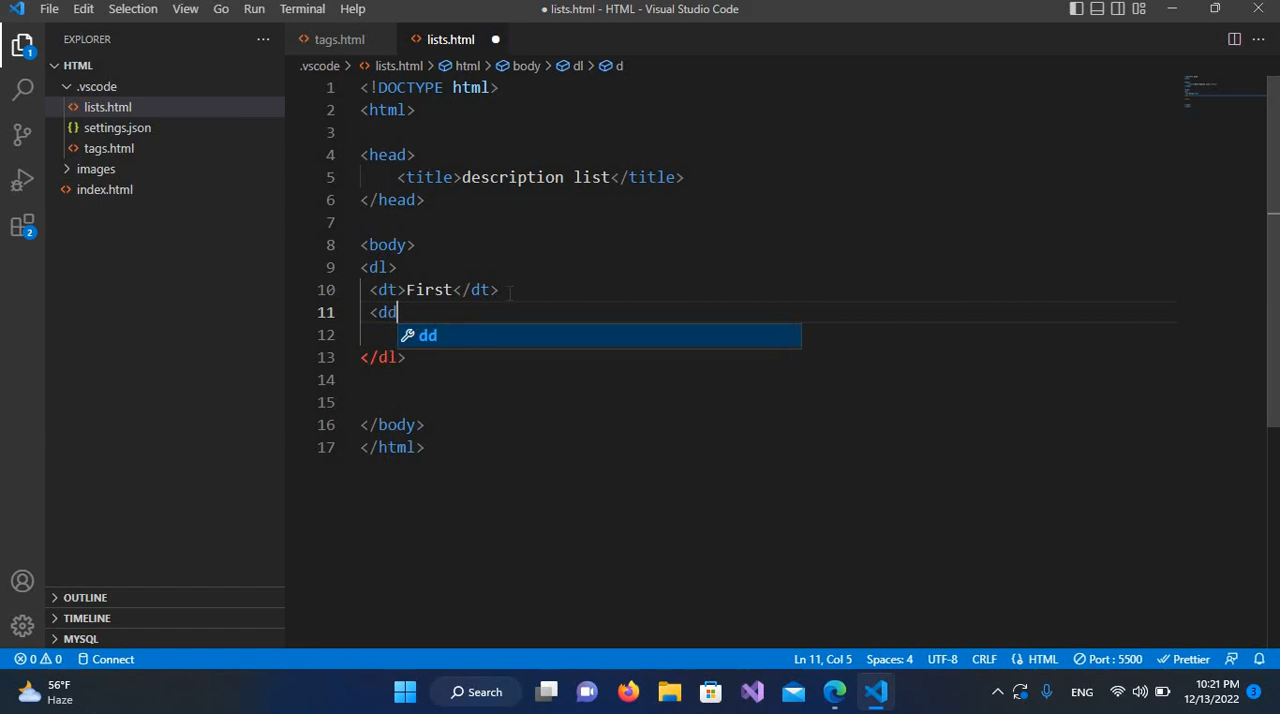 File Edit Selection View Go Run Terminal Help
● lists.html - HTML - Visual Studio Code
EXPLORER
tags.html
lists.html
HTML
.vscode
lists.html
settings.json
tags.html
images
index.html
.vscode > lists.html > html > body > dl > d
1 <!DOCTYPE html>
2 <html>
3
4 <head>
5 <title>description list</title>
6 </head>
7
8 <body>
9 <dl>
10 <dt>First</dt>
11 <dd
dd
12
13 </dl>
14
15
16 </body>
17 </html>
1
2
OUTLINE
TIMELINE
MYSQL
0 0 Connect
Ln 11, Col 5 Spaces: 4 UTF-8 CRLF HTML Port : 5500 Prettier
56°F
Haze
Search
ENG
10:21 PM
12/13/2022
3